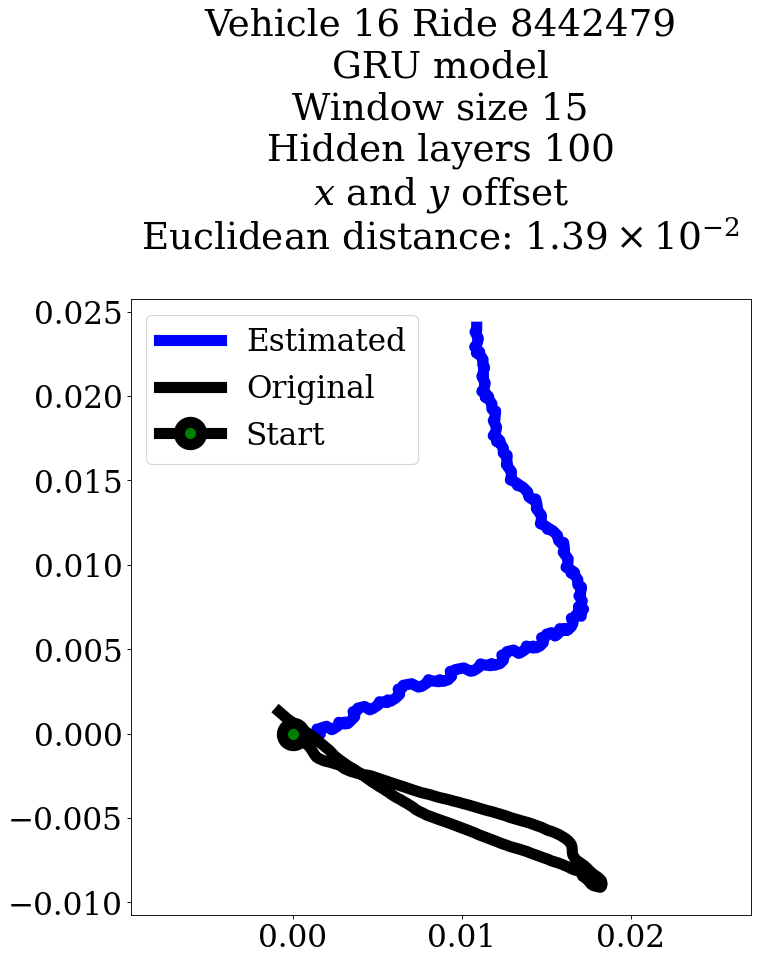 Vehicle 16 Ride 8442479
GRU model
Window size 15
Hidden layers 100
x and y offset
Euclidean distance: 1.39 × 10⁻²
Estimated
Original
Start
0.025
0.020
0.015
0.010
0.005
0.000
−0.005
−0.010
0.00 0.01 0.02